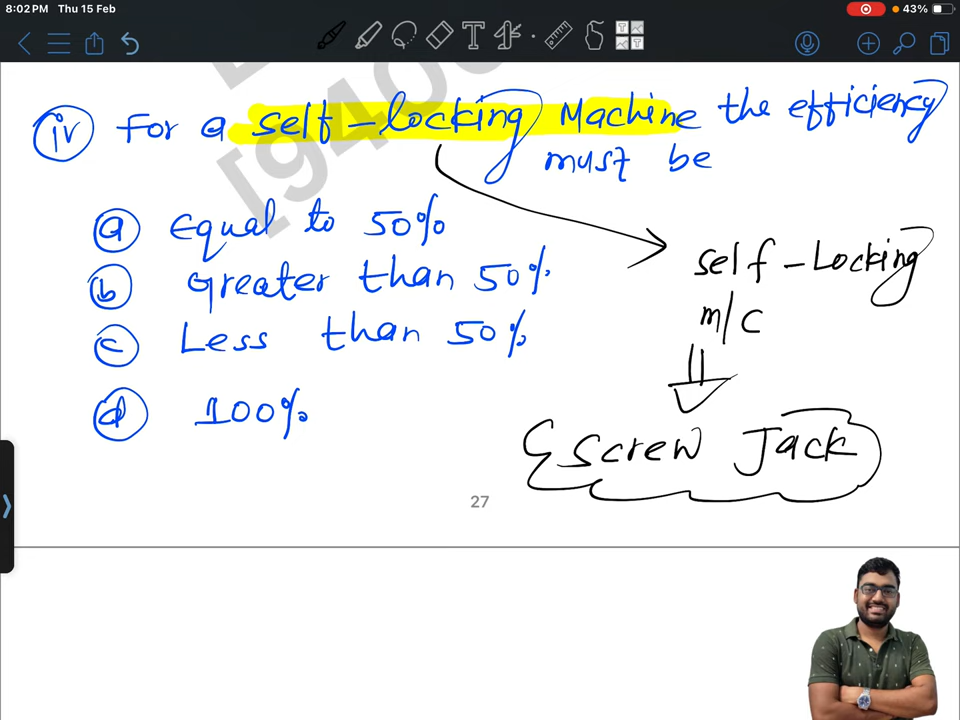 8:02 PM Thu 15 Feb
43%
(iv) For a self-locking Machine the efficiency
must be
(a) Equal to 50%
(b) Greater than 50%
(c) Less than 50%
(d) 100%
self-Locking
m/c
Screw Jack
27
[940